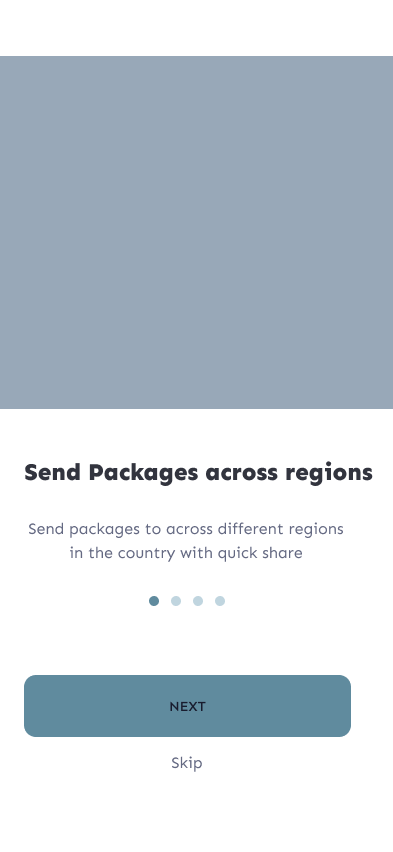 Send Packages across regions
Send packages to across different regions
in the country with quick share
NEXT
Skip